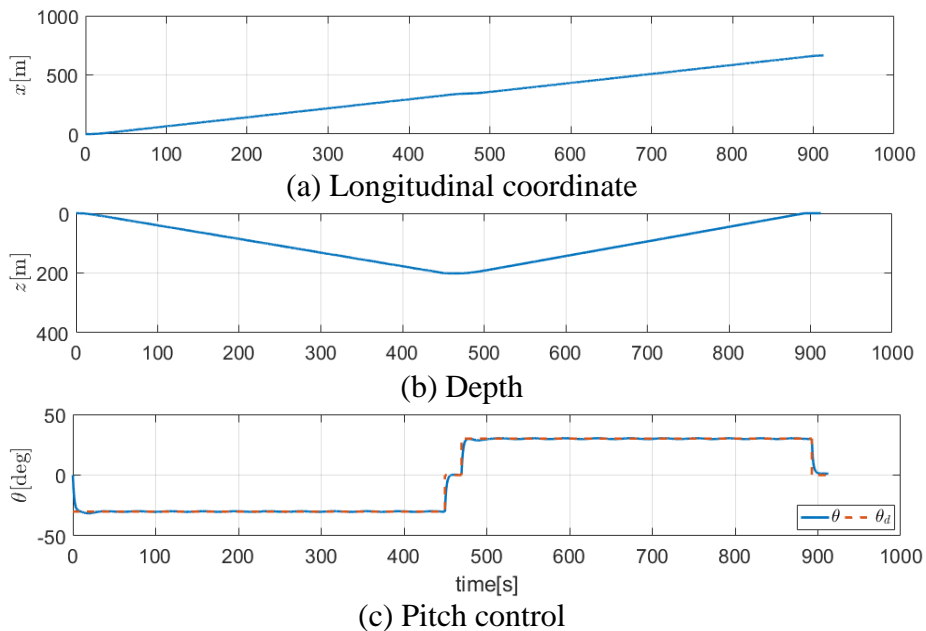 1000
500
0
x[m]
0 100 200 300 400 500 600 700 800 900 1000
(a) Longitudinal coordinate
0
200
400
z[m]
0 100 200 300 400 500 600 700 800 900 1000
(b) Depth
50
0
-50
θ[deg]
θ θ_d
0 100 200 300 400 500 600 700 800 900 1000
time[s]
(c) Pitch control